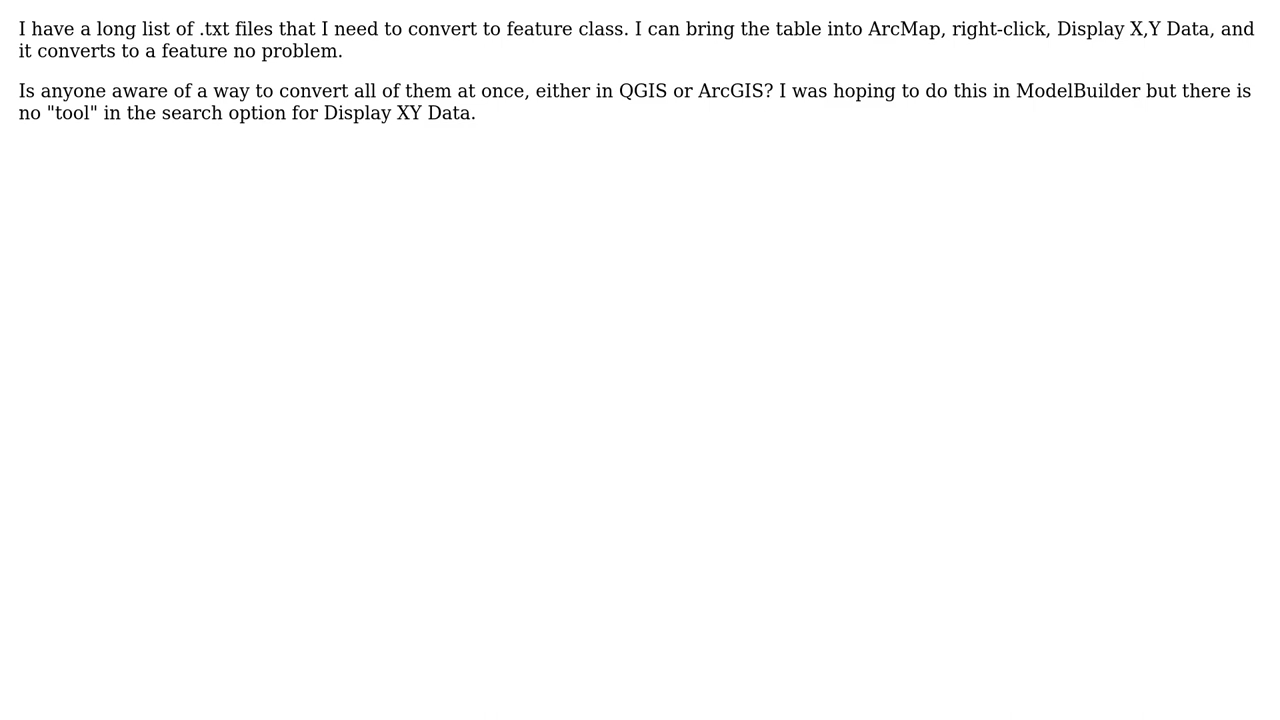 I have a long list of .txt files that I need to convert to feature class. I can bring the table into ArcMap, right-click, Display X,Y Data, and
it converts to a feature no problem.
Is anyone aware of a way to convert all of them at once, either in QGIS or ArcGIS? I was hoping to do this in ModelBuilder but there is
no "tool" in the search option for Display XY Data.